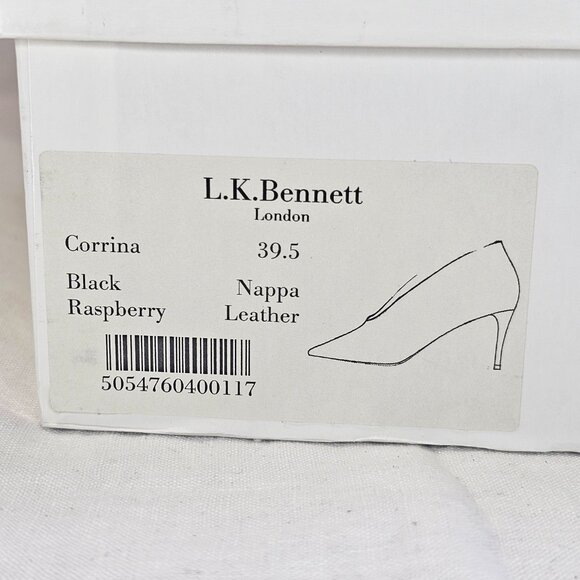 L.K.Bennett
London
Corrina 39.5
Black Nappa
Raspberry Leather
5054760400117